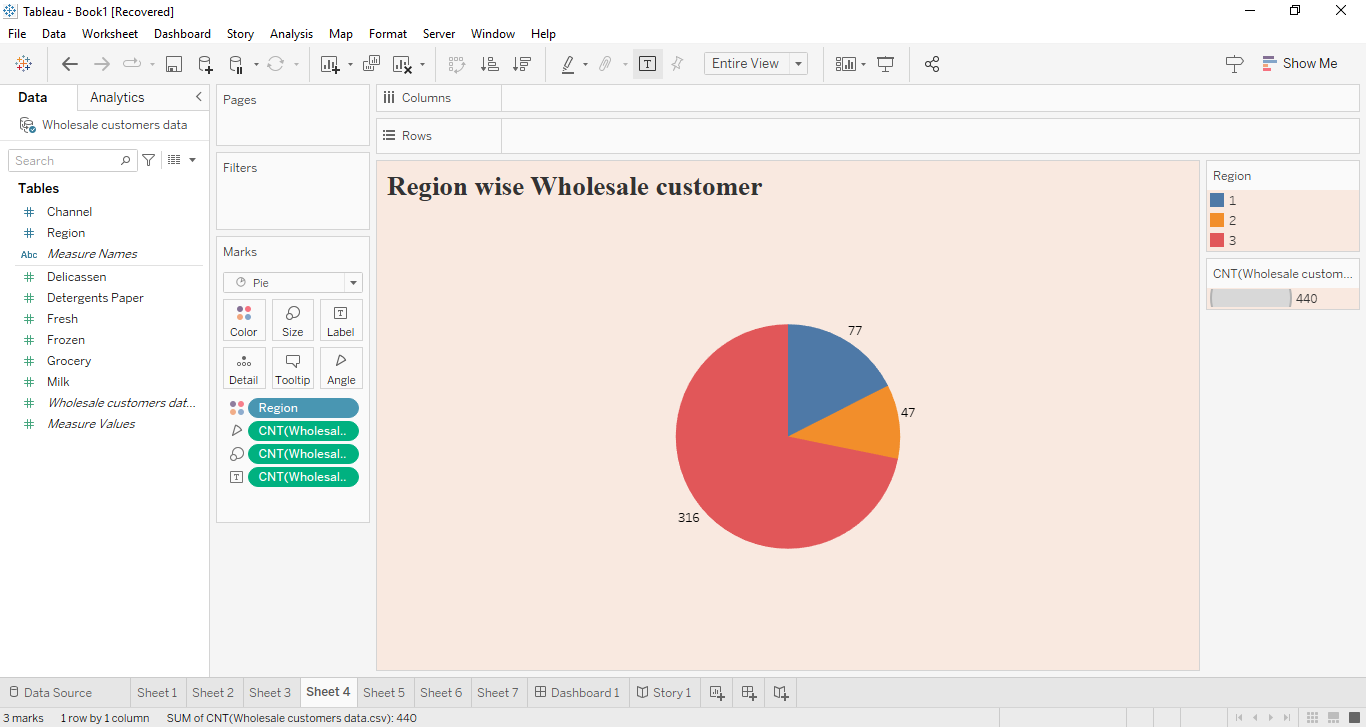 Tableau - Book1 [Recovered]
File Data Worksheet Dashboard Story Analysis Map Format Server Window Help
Entire View
Show Me
Data Analytics
Wholesale customers data
Search
Tables
Channel
Region
Abc Measure Names
Delicassen
Detergents Paper
Fresh
Frozen
Grocery
Milk
Wholesale customers dat...
Measure Values
Pages
Filters
Marks
Pie
Color Size Label
Detail Tooltip Angle
Region
CNT(Wholesal..
CNT(Wholesal..
CNT(Wholesal..
Columns
Rows
Region wise Wholesale customer
77
47
316
Region
1
2
3
CNT(Wholesale custom...
440
Data Source Sheet 1 Sheet 2 Sheet 3 Sheet 4 Sheet 5 Sheet 6 Sheet 7 Dashboard 1 Story 1
3 marks 1 row by 1 column SUM of CNT(Wholesale customers data.csv): 440